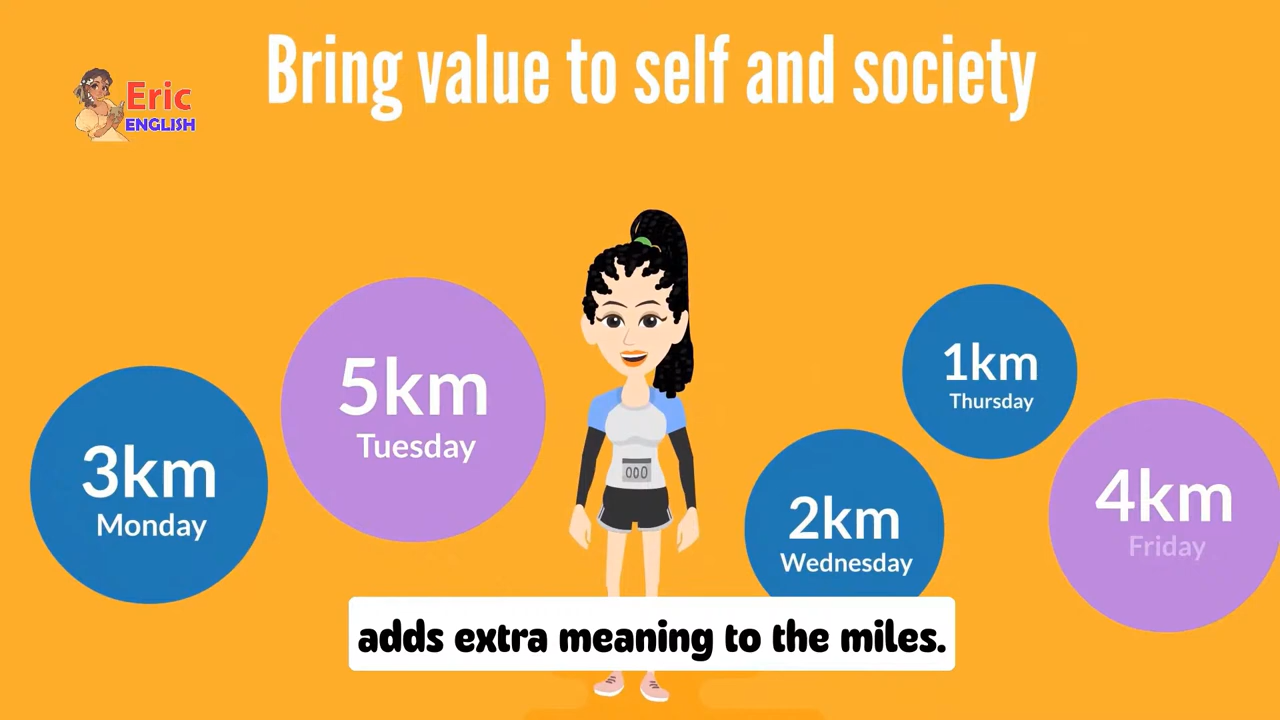 Bring value to self and society
Eric
ENGLISH
3km
Monday
5km
Tuesday
000
2km
Wednesday
1km
Thursday
4km
Friday
adds extra meaning to the miles.